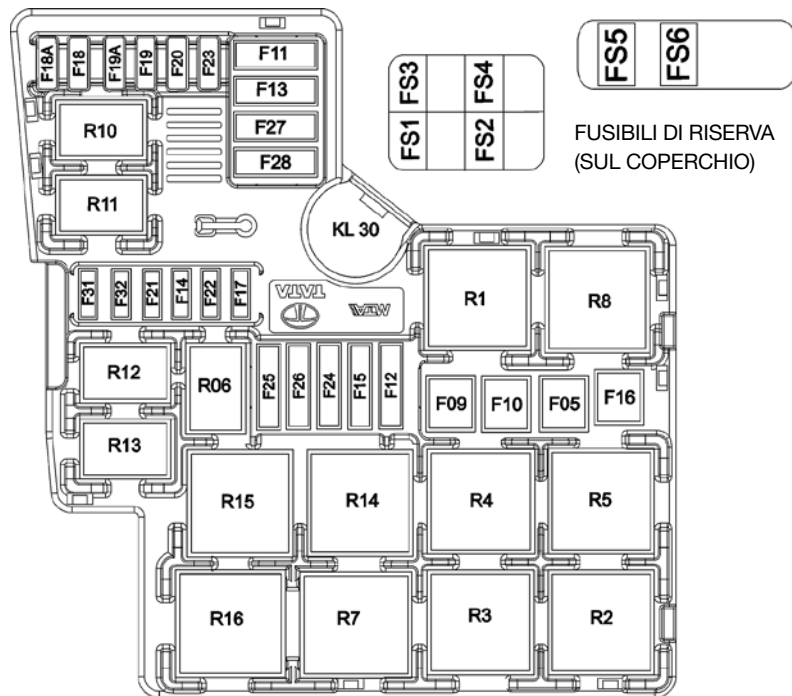 F18A F18 F19A F19 F20 F23
F11
F13
F27
F28
FS3 FS4
FS1 FS2
FS5 FS6
FUSIBILI DI RISERVA
(SUL COPERCHIO)
R10
R11
KL 30
F31 F32 F21 F14 F22 F17
TATA
MTA
R1 R8
R12
R06
F25 F26 F24 F15 F12
F09 F10 F05 F16
R13
R15 R14 R4 R5
R16 R7 R3 R2